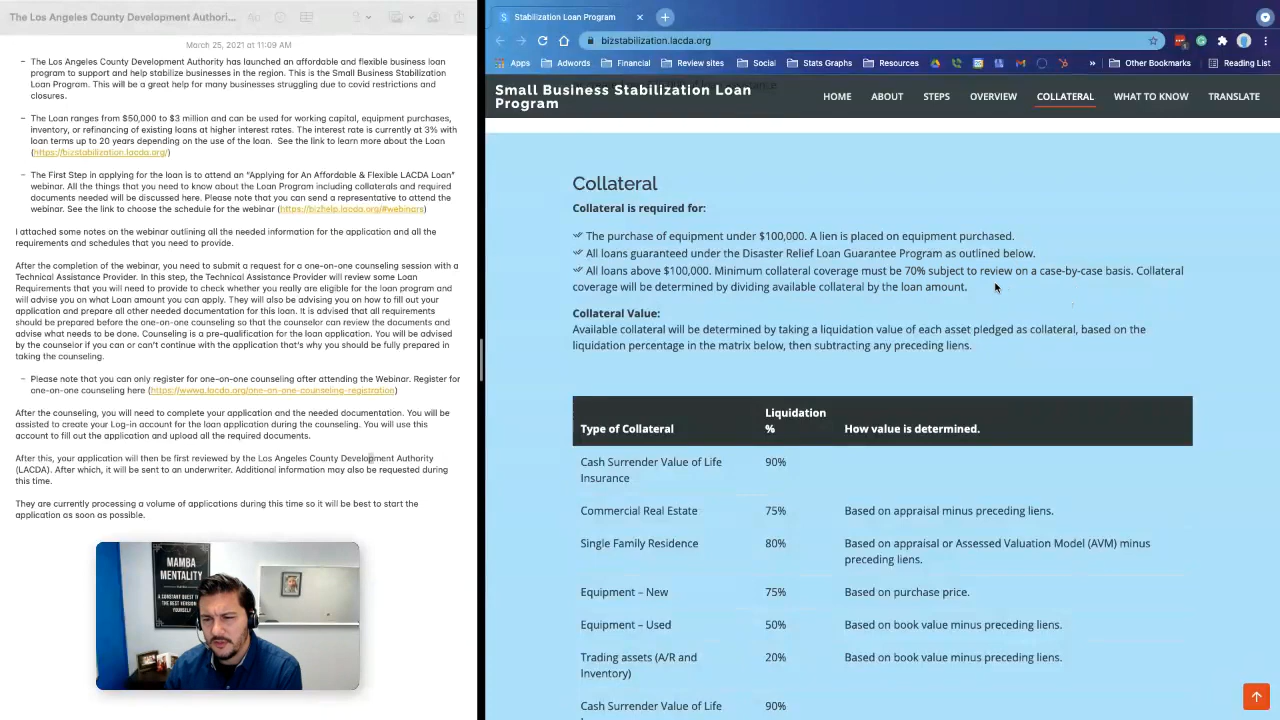 The Los Angeles County Development Authori...
March 25, 2021 at 11:09 AM
– The Los Angeles County Development Authority has launched an affordable and flexible business loan
program to support and help stabilize businesses in the region. This is the Small Business Stabilization
Loan Program. This will be a great help for many businesses struggling due to covid restrictions and
closures.
– The Loan ranges from $50,000 to $3 million and can be used for working capital, equipment purchases,
inventory, or refinancing of existing loans at higher interest rates. The interest rate is currently at 3% with
loan terms up to 20 years depending on the use of the loan. See the link to learn more about the Loan
(https://bizstabilization.lacda.org/)
– The First Step in applying for the loan is to attend an “Applying for An Affordable & Flexible LACDA Loan”
webinar. All the things that you need to know about the Loan Program including collaterals and required
documents needed will be discussed here. Please note that you can send a representative to attend the
webinar. See the link to choose the schedule for the webinar (https://bizhelp.lacda.org/#webinars)
I attached some notes on the webinar outlining all the needed information for the application and all the
requirements and schedules that you need to provide.
After the completion of the webinar, you need to submit a request for a one-on-one counseling session with a
Technical Assistance Provider. In this step, the Technical Assistance Provider will review some Loan
Requirements that you will need to provide to check whether you really are eligible for the loan program and
will advise you on what Loan amount you can apply. They will also be advising you on how to fill out your
application and prepare all other needed documentation for this loan. It is advised that all requirements
should be prepared before the one-on-one counseling so that the counselor can review the documents and
advise what needs to be done. Counseling is a pre-qualification for the loan application. You will be advised
by the counselor if you can or can’t continue with the application that’s why you should be fully prepared in
taking the counseling.
– Please note that you can only register for one-on-one counseling after attending the Webinar. Register for
one-on-one counseling here (https://wwwa.lacda.org/one-on-one-counseling-registration)
After the counseling, you will need to complete your application and the needed documentation. You will be
assisted to create your Log-in account for the loan application during the counseling. You will use this
account to fill out the application and upload all the required documents.
After this, your application will then be first reviewed by the Los Angeles County Development Authority
(LACDA). After which, it will be sent to an underwriter. Additional information may also be requested during
this time.
They are currently processing a volume of applications during this time so it will be best to start the
application as soon as possible.
MAMBA
MENTALITY
A CONSTANT QUEST
THE BEST VERSION
YOURSELF
Stabilization Loan Program
bizstabilization.lacda.org
Apps Adwords Financial Review sites Social Stats Graphs Resources Other Bookmarks Reading List
Small Business Stabilization Loan
Program
HOME ABOUT STEPS OVERVIEW COLLATERAL WHAT TO KNOW TRANSLATE
Collateral
Collateral is required for:
The purchase of equipment under $100,000. A lien is placed on equipment purchased.
All loans guaranteed under the Disaster Relief Loan Guarantee Program as outlined below.
All loans above $100,000. Minimum collateral coverage must be 70% subject to review on a case-by-case basis. Collateral
coverage will be determined by dividing available collateral by the loan amount.
Collateral Value:
Available collateral will be determined by taking a liquidation value of each asset pledged as collateral, based on the
liquidation percentage in the matrix below, then subtracting any preceding liens.
Type of Collateral Liquidation % How value is determined.
Cash Surrender Value of Life Insurance 90%
Commercial Real Estate 75% Based on appraisal minus preceding liens.
Single Family Residence 80% Based on appraisal or Assessed Valuation Model (AVM) minus
preceding liens.
Equipment – New 75% Based on purchase price.
Equipment – Used 50% Based on book value minus preceding liens.
Trading assets (A/R and Inventory) 20% Based on book value minus preceding liens.
Cash Surrender Value of Life 90%